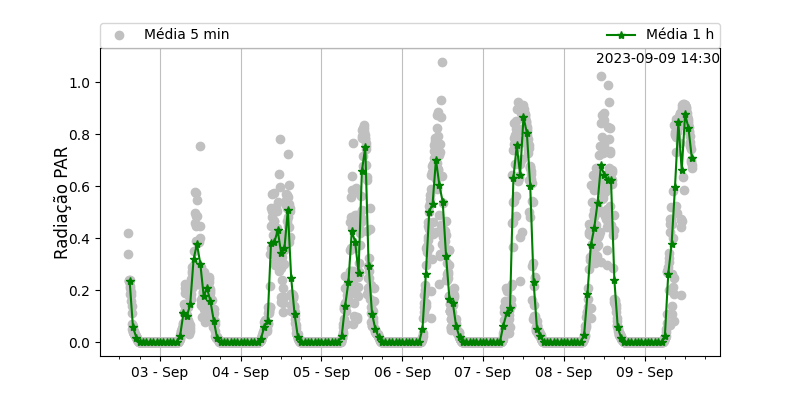 Média 5 min
Média 1 h
2023-09-09 14:30
Radiação PAR
1.0
0.8
0.6
0.4
0.2
0.0
03 - Sep
04 - Sep
05 - Sep
06 - Sep
07 - Sep
08 - Sep
09 - Sep